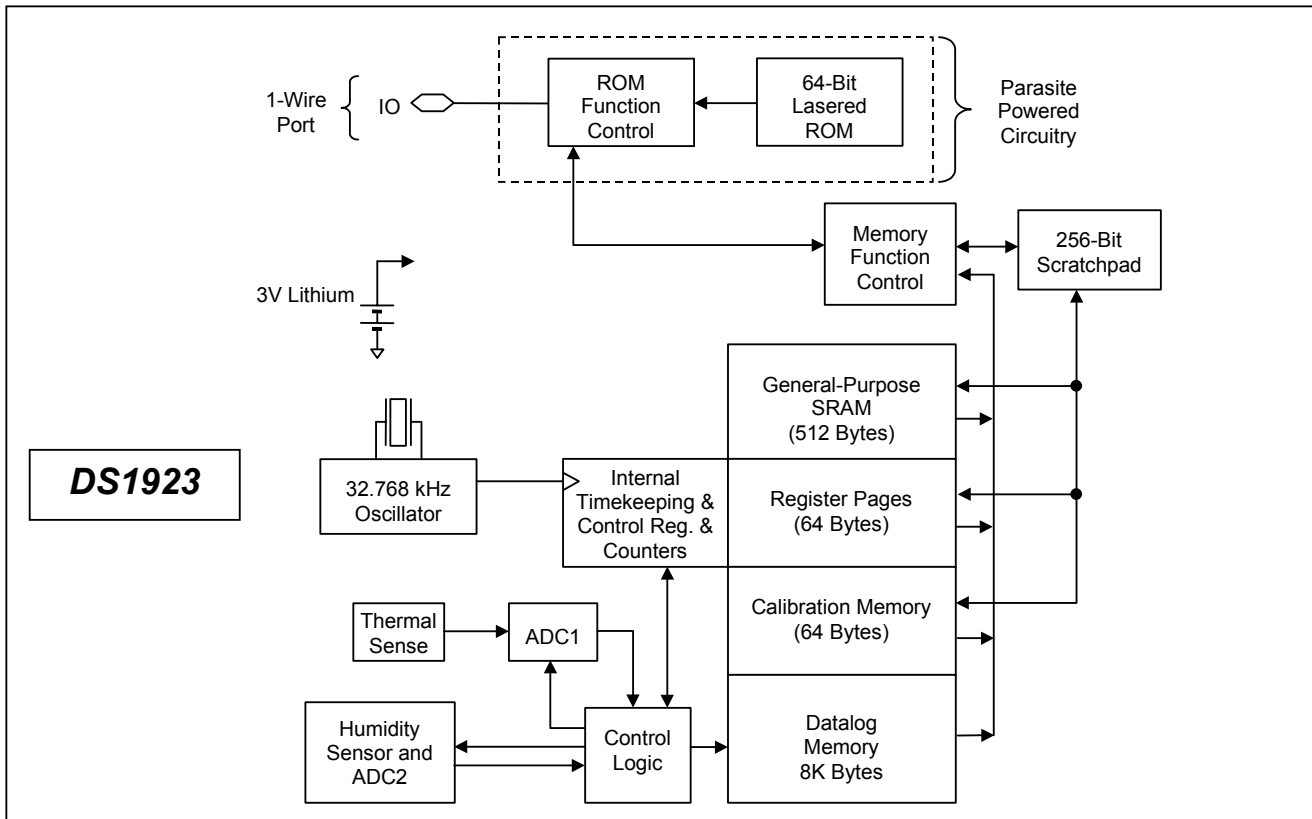 1-Wire
Port
IO
ROM
Function
Control
64-Bit
Lasered
ROM
Parasite
Powered
Circuitry
Memory
Function
Control
256-Bit
Scratchpad
3V Lithium
General-Purpose
SRAM
(512 Bytes)
DS1923
32.768 kHz
Oscillator
Internal
Timekeeping &
Control Reg. &
Counters
Register Pages
(64 Bytes)
Calibration Memory
(64 Bytes)
Thermal
Sense
ADC1
Humidity
Sensor and
ADC2
Control
Logic
Datalog
Memory
8K Bytes